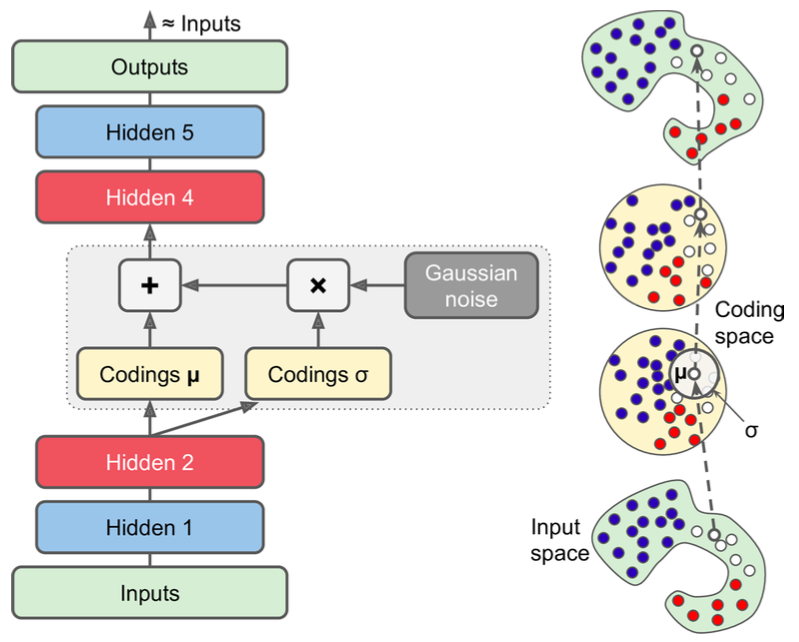 ≈ Inputs
Outputs
Hidden 5
Hidden 4
+
×
Gaussian
noise
Codings μ
Codings σ
Hidden 2
Hidden 1
Inputs
Coding
space
μ
σ
Input
space